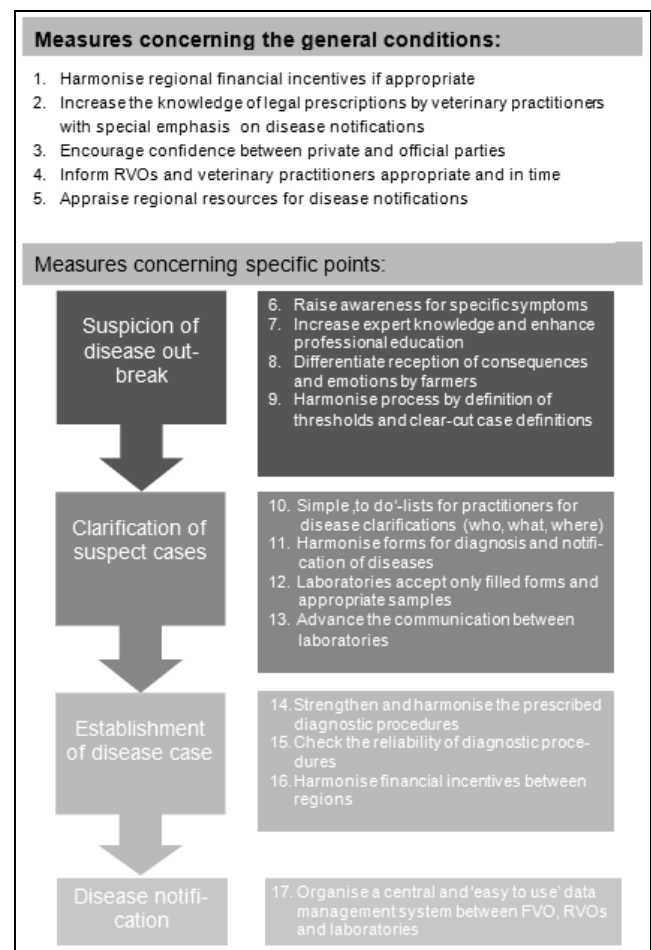 Measures concerning the general conditions:
1. Harmonise regional financial incentives if appropriate
2. Increase the knowledge of legal prescriptions by veterinary practitioners
with special emphasis on disease notifications
3. Encourage confidence between private and official parties
4. Inform RVOs and veterinary practitioners appropriate and in time
5. Appraise regional resources for disease notifications
Measures concerning specific points:
Suspicion of
disease out-
break
6. Raise awareness for specific symptoms
7. Increase expert knowledge and enhance
professional education
8. Differentiate reception of consequences
and emotions by farmers
9. Harmonise process by definition of
thresholds and clear-cut case definitions
Clarification of
suspect cases
10. Simple ‚to do‘-lists for practitioners for
disease clarifications (who, what, where)
11. Harmonise forms for diagnosis and notifi-
cation of diseases
12. Laboratories accept only filled forms and
appropriate samples
13. Advance the communication between
laboratories
Establishment
of disease case
14. Strengthen and harmonise the prescribed
diagnostic procedures
15. Check the reliability of diagnostic proce-
dures
16. Harmonise financial incentives between
regions
Disease notifi-
cation
17. Organise a central and ‘easy to use’ data
management system between FVO, RVOs
and laboratories